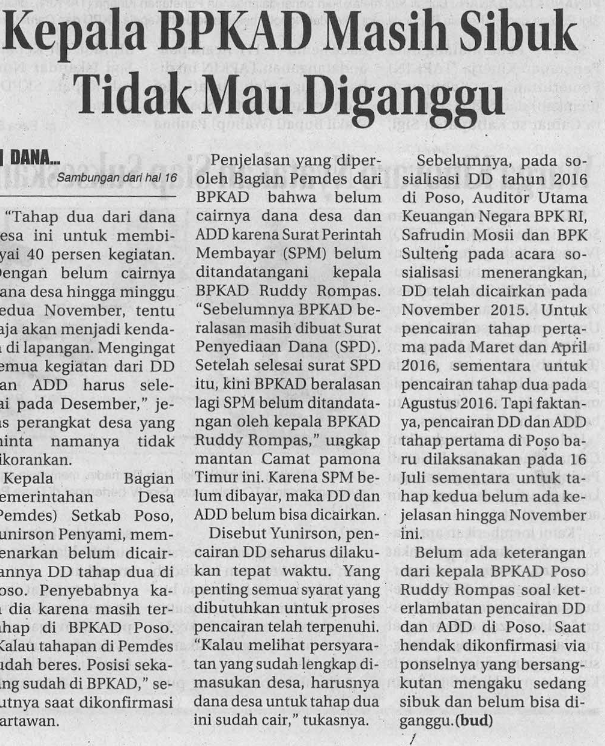 Kepala BPKAD Masih Sibuk
Tidak Mau Diganggu
DANA...
Sambungan dari hal 16
“Tahap dua dari dana
esa ini untuk membi-
yai 40 persen kegiatan.
Dengan belum cairnya
ana desa hingga minggu
edua November, tentu
aja akan menjadi kenda-
a di lapangan. Mengingat
emua kegiatan dari DD
an ADD harus sele-
ai pada Desember,” je-
as perangkat desa yang
minta namanya tidak
ikorankan.
Kepala Bagian
emerintahan Desa
Pemdes) Setkab Poso,
unirson Penyami, mem-
enarkan belum dicair-
annya DD tahap dua di
oso. Penyebabnya ka-
a dia karena masih ter-
ahap di BPKAD Poso.
Kalau tahapan di Pemdes
udah beres. Posisi seka-
ang sudah di BPKAD,” se-
utnya saat dikonfirmasi
artawan.
Penjelasan yang diper-
oleh Bagian Pemdes dari
BPKAD bahwa belum
cairnya dana desa dan
ADD karena Surat Perintah
Membayar (SPM) belum
ditandatangani kepala
BPKAD Ruddy Rompas.
“Sebelumnya BPKAD be-
ralasan masih dibuat Surat
Penyediaan Dana (SPD).
Setelah selesai surat SPD
itu, kini BPKAD beralasan
lagi SPM belum ditandata-
ngan oleh kepala BPKAD
Ruddy Rompas,” ungkap
mantan Camat pamona
Timur ini. Karena SPM be-
lum dibayar, maka DD dan
ADD belum bisa dicairkan.
Disebut Yunirson, pen-
cairan DD seharus dilaku-
kan tepat waktu. Yang
penting semua syarat yang
dibutuhkan untuk proses
pencairan telah terpenuhi.
“Kalau melihat persyara-
tan yang sudah lengkap di-
masukan desa, harusnya
dana desa untuk tahap dua
ini sudah cair,” tukasnya.
Sebelumnya, pada so-
sialisasi DD tahun 2016
di Poso, Auditor Utama
Keuangan Negara BPK RI,
Safrudin Mosii dan BPK
Sulteng pada acara so-
sialisasi menerangkan,
DD telah dicairkan pada
November 2015. Untuk
pencairan tahap perta-
ma pada Maret dan April
2016, sementara untuk
pencairan tahap dua pada
Agustus 2016. Tapi faktan-
ya, pencairan DD dan ADD
tahap pertama di Poso ba-
ru dilaksanakan pada 16
Juli sementara untuk ta-
hap kedua belum ada ke-
jelasan hingga November
ini.
Belum ada keterangan
dari kepala BPKAD Poso
Ruddy Rompas soal ket-
erlambatan pencairan DD
dan ADD di Poso. Saat
hendak dikonfirmasi via
ponselnya yang bersang-
kutan mengaku sedang
sibuk dan belum bisa di-
ganggu.(bud)